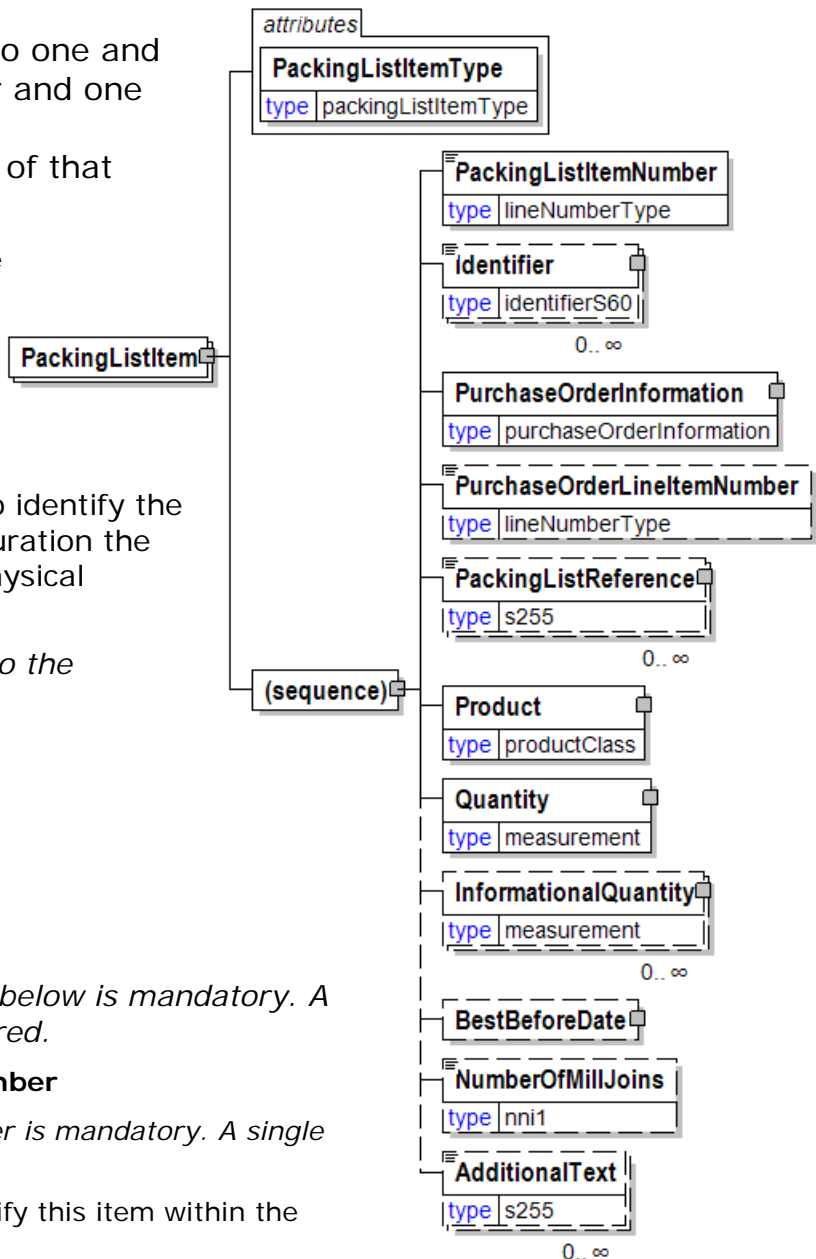 o one and
r and one
of that
e
o identify the
uration the
hysical
o the
below is mandatory. A
red.
mber
er is mandatory. A single
ify this item within the
PackingListItem
attributes
PackingListItemType
type packingListItemType
(sequence)
PackingListItemNumber
type lineNumberType
Identifier
type identifierS60
0.. ∞
PurchaseOrderInformation
type purchaseOrderInformation
PurchaseOrderLineItemNumber
type lineNumberType
PackingListReference
type s255
0.. ∞
Product
type productClass
Quantity
type measurement
InformationalQuantity
type measurement
0.. ∞
BestBeforeDate
NumberOfMillJoins
type nni1
AdditionalText
type s255
0.. ∞